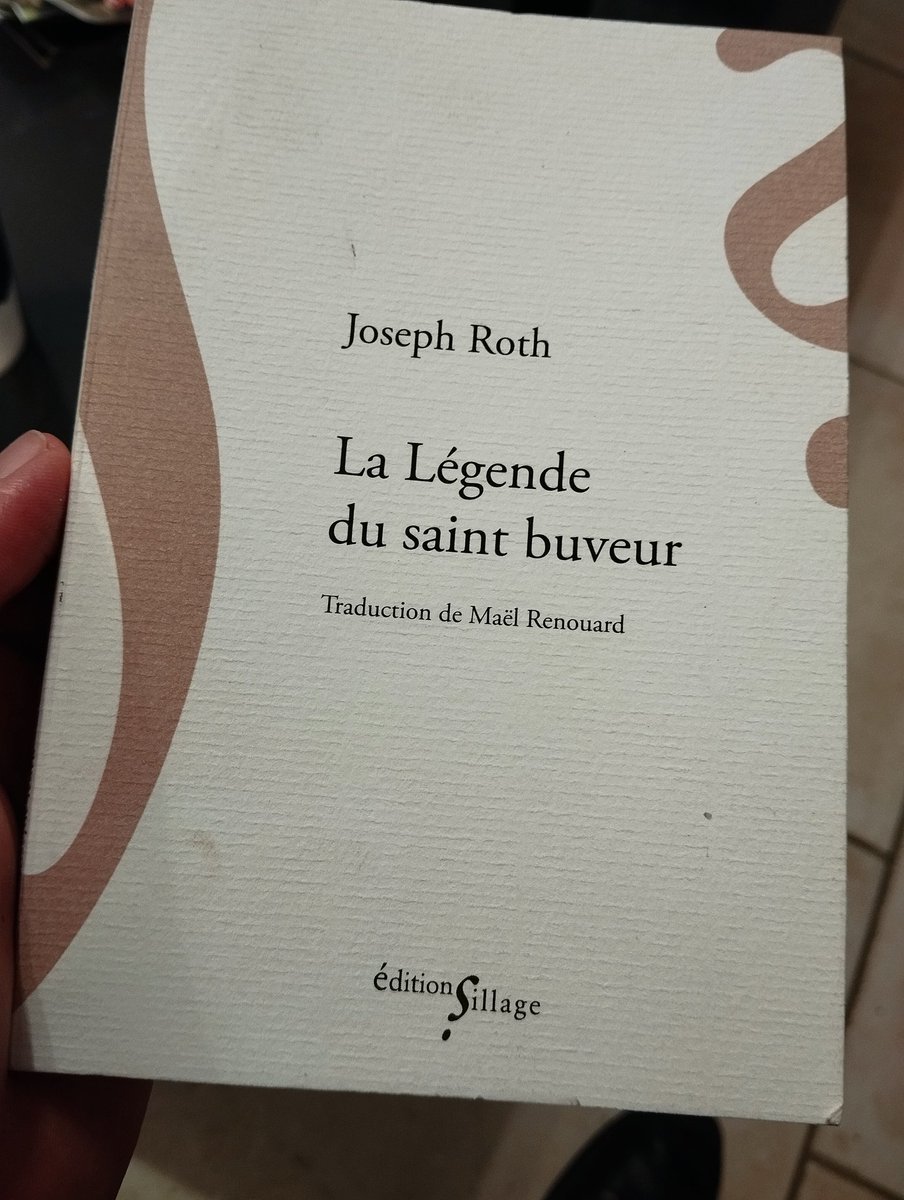 Joseph Roth
La Légende
du saint buveur
Traduction de Maël Renouard
éditionSillage